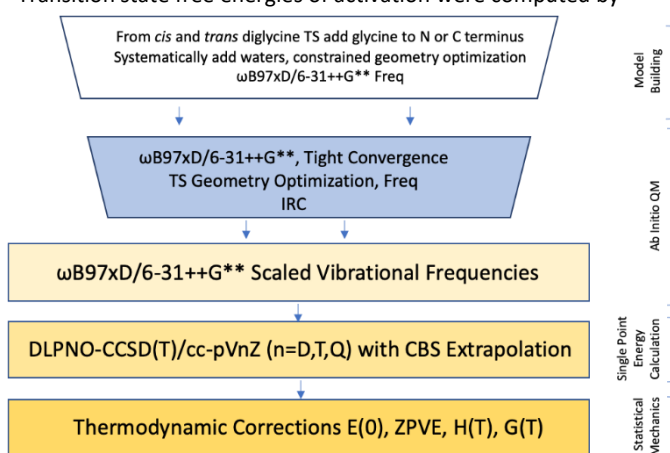 Transition state free energies of activation were computed by
From cis and trans diglycine TS add glycine to N or C terminus
Systematically add waters, constrained geometry optimization
ωB97xD/6-31++G** Freq
Model
Building
ωB97xD/6-31++G**, Tight Convergence
TS Geometry Optimization, Freq
IRC
Ab Initio QM
ωB97xD/6-31++G** Scaled Vibrational Frequencies
DLPNO-CCSD(T)/cc-pVnZ (n=D,T,Q) with CBS Extrapolation
Single Point
Energy
Calculation
Thermodynamic Corrections E(0), ZPVE, H(T), G(T)
Statistical
Mechanics